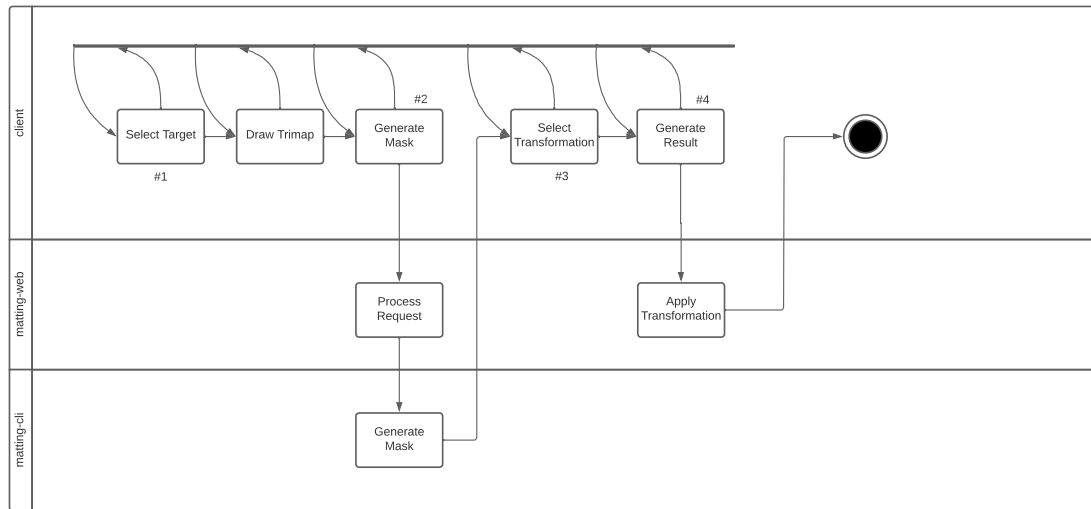 client
#2
#4
Select Target
Draw Trimap
Generate
Mask
Select
Transformation
Generate
Result
#1
#3
matting-web
Process
Request
Apply
Transformation
matting-cli
Generate
Mask